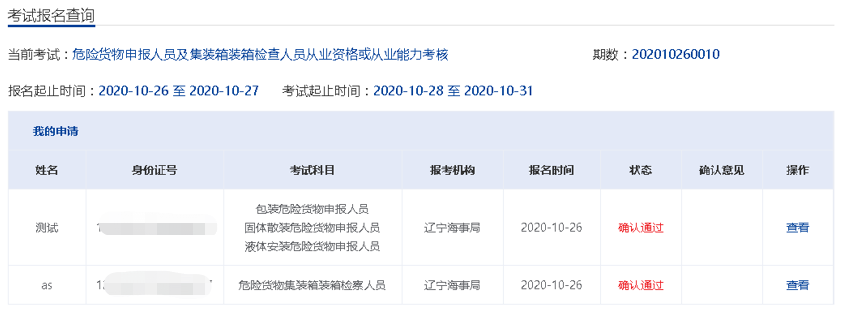 考试报名查询
当前考试：危险货物申报人员及集装箱装箱检查人员从业资格或从业能力考核 期数：202010260010
报名起止时间：2020-10-26 至 2020-10-27 考试起止时间：2020-10-28 至 2020-10-31
我的申请
姓名 身份证号 考试科目 报考机构 报名时间 状态 确认意见 操作
包装危险货物申报人员
测试 固体散装危险货物申报人员 辽宁海事局 2020-10-26 确认通过 查看
液体安装危险货物申报人员
as 危险货物集装箱装箱检察人员 辽宁海事局 2020-10-26 确认通过 查看